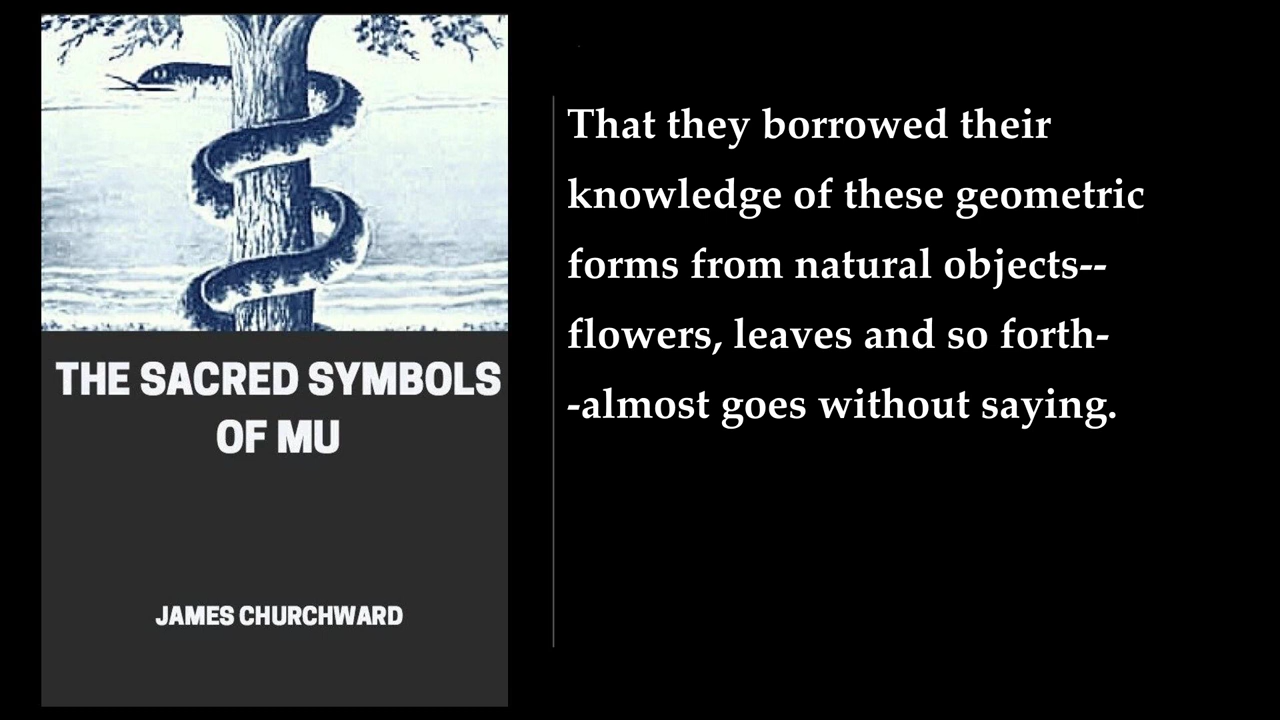 THE SACRED SYMBOLS
OF MU
JAMES CHURCHWARD
That they borrowed their
knowledge of these geometric
forms from natural objects--
flowers, leaves and so forth-
-almost goes without saying.